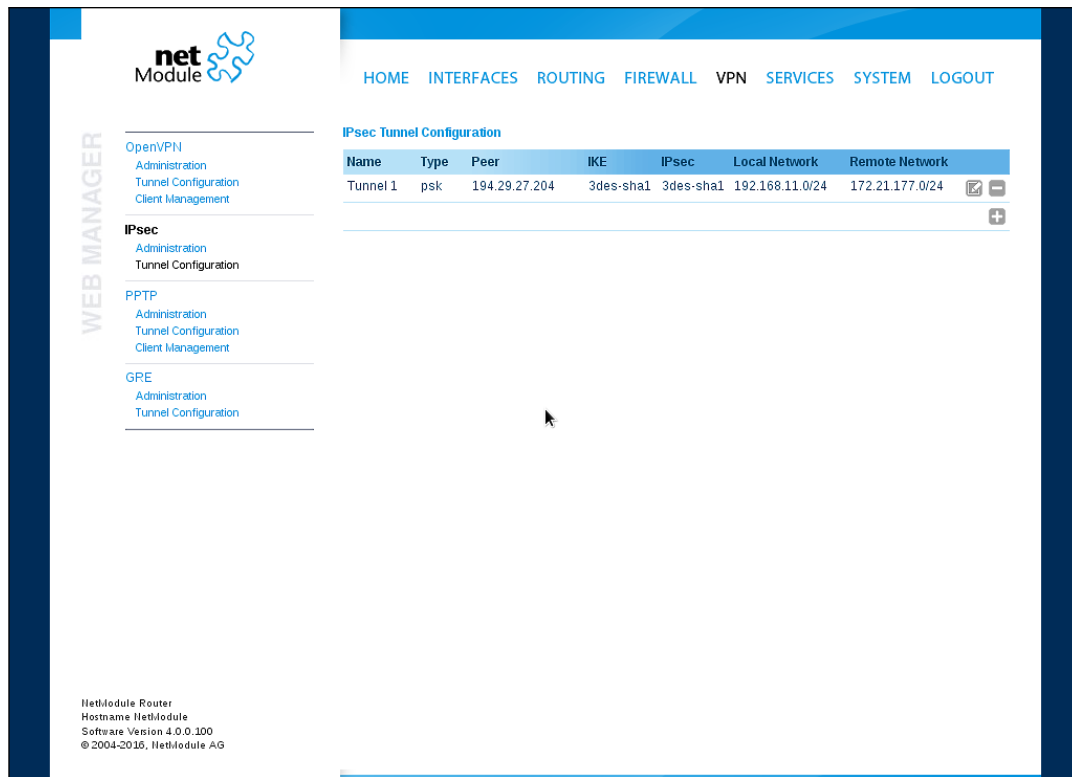 net
Module
HOME INTERFACES ROUTING FIREWALL VPN SERVICES SYSTEM LOGOUT
WEB MANAGER
OpenVPN
Administration
Tunnel Configuration
Client Management
IPsec
Administration
Tunnel Configuration
PPTP
Administration
Tunnel Configuration
Client Management
GRE
Administration
Tunnel Configuration
IPsec Tunnel Configuration
Name Type Peer IKE IPsec Local Network Remote Network
Tunnel 1 psk 194.29.27.204 3des-sha1 3des-sha1 192.168.11.0/24 172.21.177.0/24
NetModule Router
Hostname NetModule
Software Version 4.0.0.100
© 2004-2016, NetModule AG